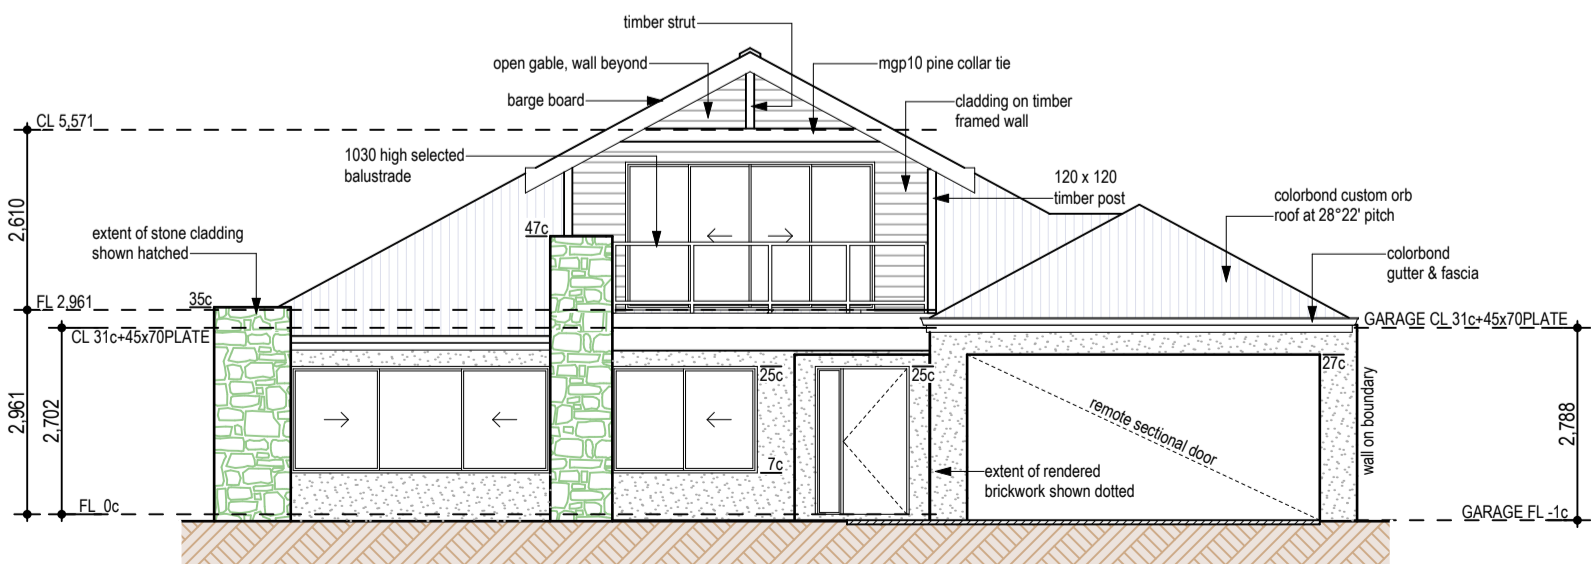 timber strut
open gable, wall beyond
mgp10 pine collar tie
barge board
cladding on timber
framed wall
CL 5,571
1030 high selected
balustrade
120 x 120
timber post
colorbond custom orb
roof at 28°22' pitch
2,610
extent of stone cladding
shown hatched
47c
colorbond
gutter & fascia
FL 2,961
35c
CL 31c+45x70PLATE
GARAGE CL 31c+45x70PLATE
25c
25c
27c
2,961
2,702
remote sectional door
wall on boundary
2,788
7c
extent of rendered
brickwork shown dotted
FL 0c
GARAGE FL -1c